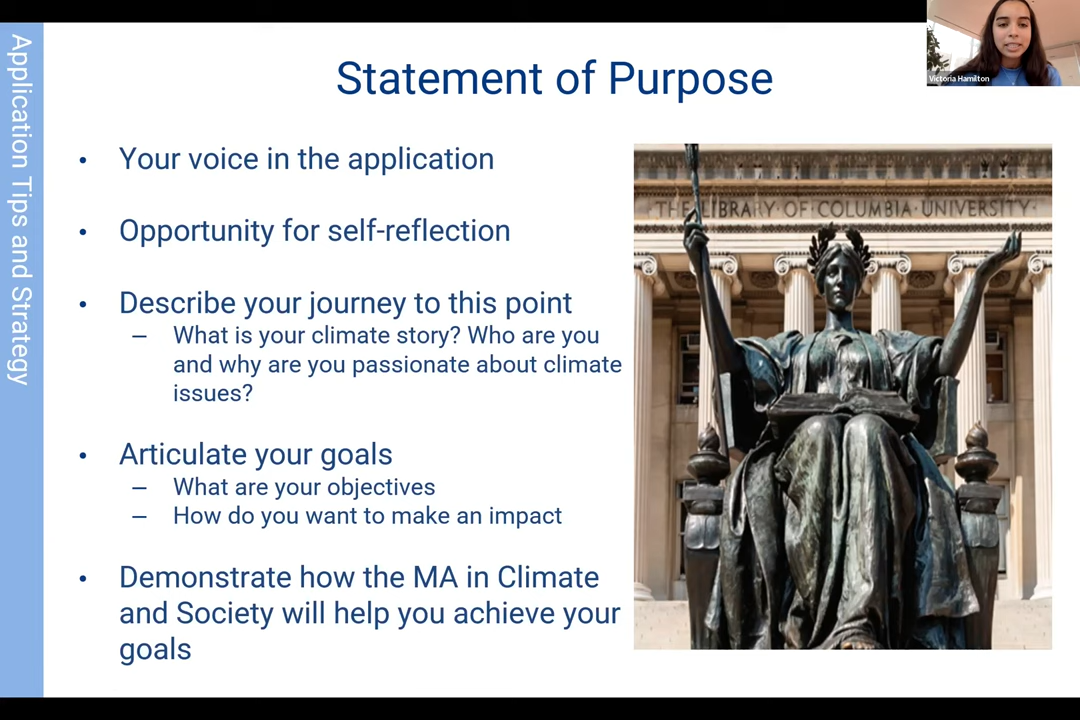 Application Tips and Strategy
Statement of Purpose
Victoria Hamilton
• Your voice in the application
• Opportunity for self-reflection
• Describe your journey to this point
– What is your climate story? Who are you
and why are you passionate about climate
issues?
• Articulate your goals
– What are your objectives
– How do you want to make an impact
• Demonstrate how the MA in Climate
and Society will help you achieve your
goals
THE LIBRARY OF COLUMBIA·UNIVERSITY·